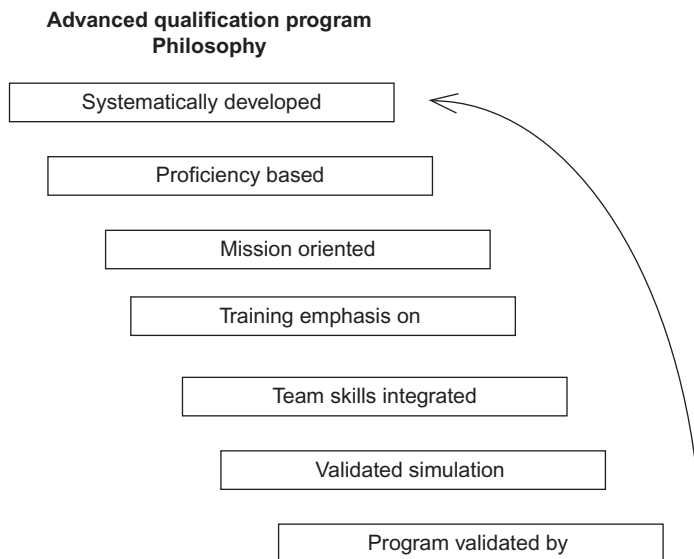 Advanced qualification program
Philosophy
Systematically developed
Proficiency based
Mission oriented
Training emphasis on
Team skills integrated
Validated simulation
Program validated by